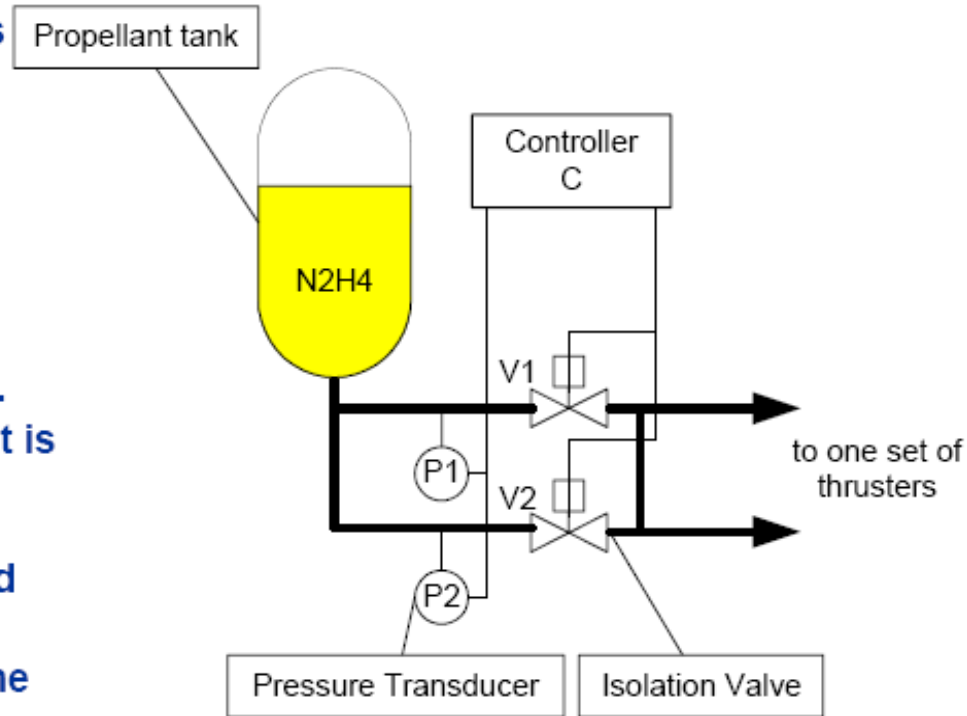 s
Propellant tank
Controller
C
N2H4
V1
.
t is
P1
to one set of
thrusters
V2
d
P2
ne
Pressure Transducer
Isolation Valve